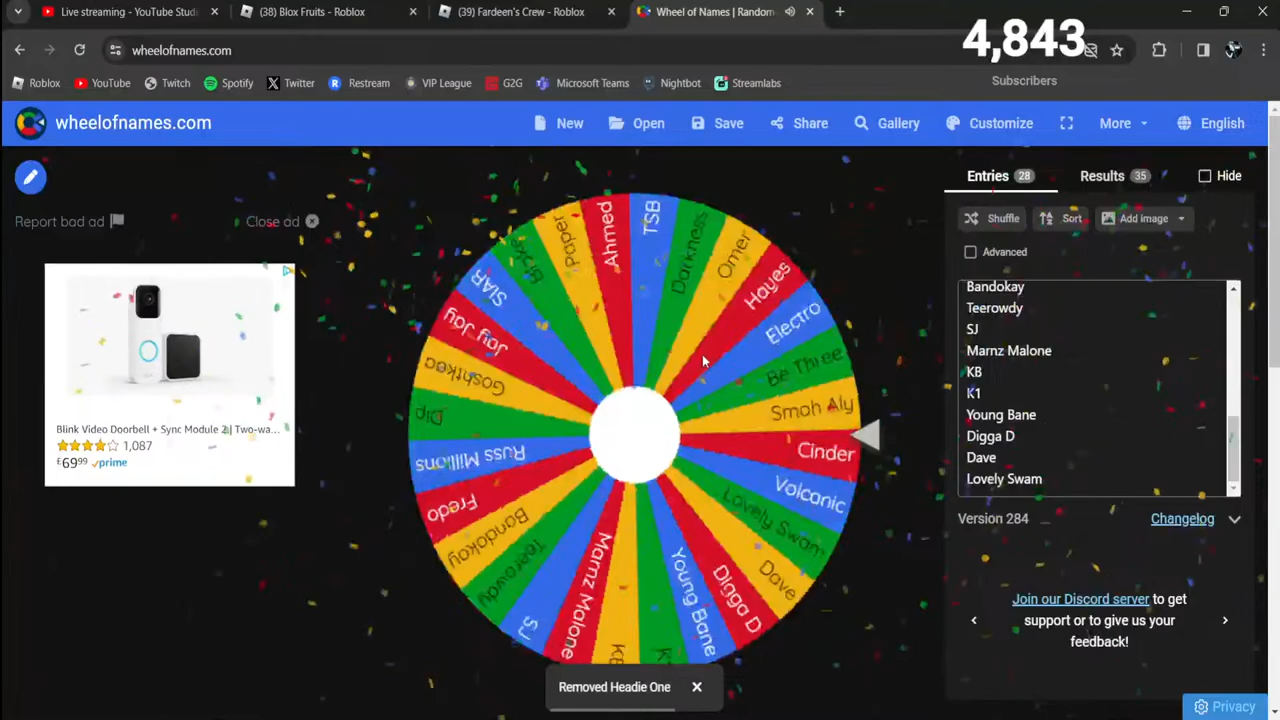 Live streaming - YouTube Studi
(38) Blox Fruits - Roblox
(39) Fardeen's Crew - Roblox
Wheel of Names | Random
4,843
Subscribers
wheelofnames.com
Roblox
YouTube
Twitch
Spotify
Twitter
Restream
VIP League
G2G
Microsoft Teams
Nightbot
Streamlabs
wheelofnames.com
New
Open
Save
Share
Gallery
Customize
More
English
Report bad ad
Close ad
Blink Video Doorbell + Sync Module 2 | Two-wa...
1,087
£69.99 prime
Paper
Ahmed
TSB
Darkness
Omer
Hayes
Electro
Be Three
Smoh Aly
Cinder
Volcanic
Lovely Swam
Dave
Digga D
Young Bane
KB
Marnz Malone
SJ
Teerowdy
Bandokay
Fredo
Russ Millions
Dip
Jay Jay
Removed Headie One
Entries 28
Results 35
Hide
Shuffle
Sort
Add image
Advanced
Bandokay
Teerowdy
SJ
Marnz Malone
KB
K1
Young Bane
Digga D
Dave
Lovely Swam
Version 284
Changelog
Join our Discord server to get
support or to give us your
feedback!
Privacy